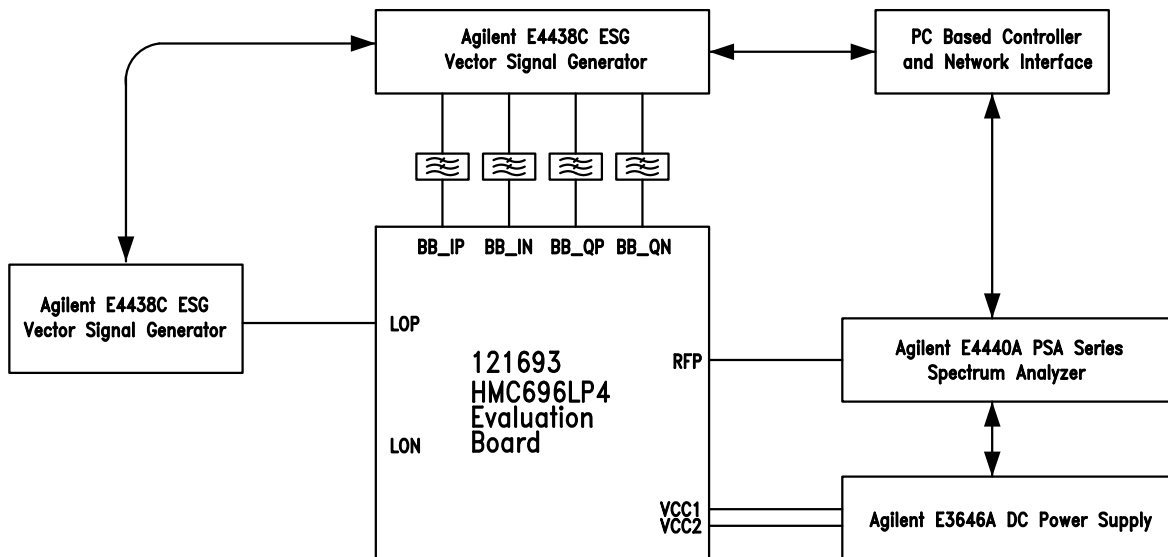 Agilent E4438C ESG
Vector Signal Generator
PC Based Controller
and Network Interface
BB_IP BB_IN BB_QP BB_QN
Agilent E4438C ESG
Vector Signal Generator
LOP
121693
HMC696LP4
Evaluation
Board
RFP
Agilent E4440A PSA Series
Spectrum Analyzer
LON
VCC1
VCC2
Agilent E3646A DC Power Supply